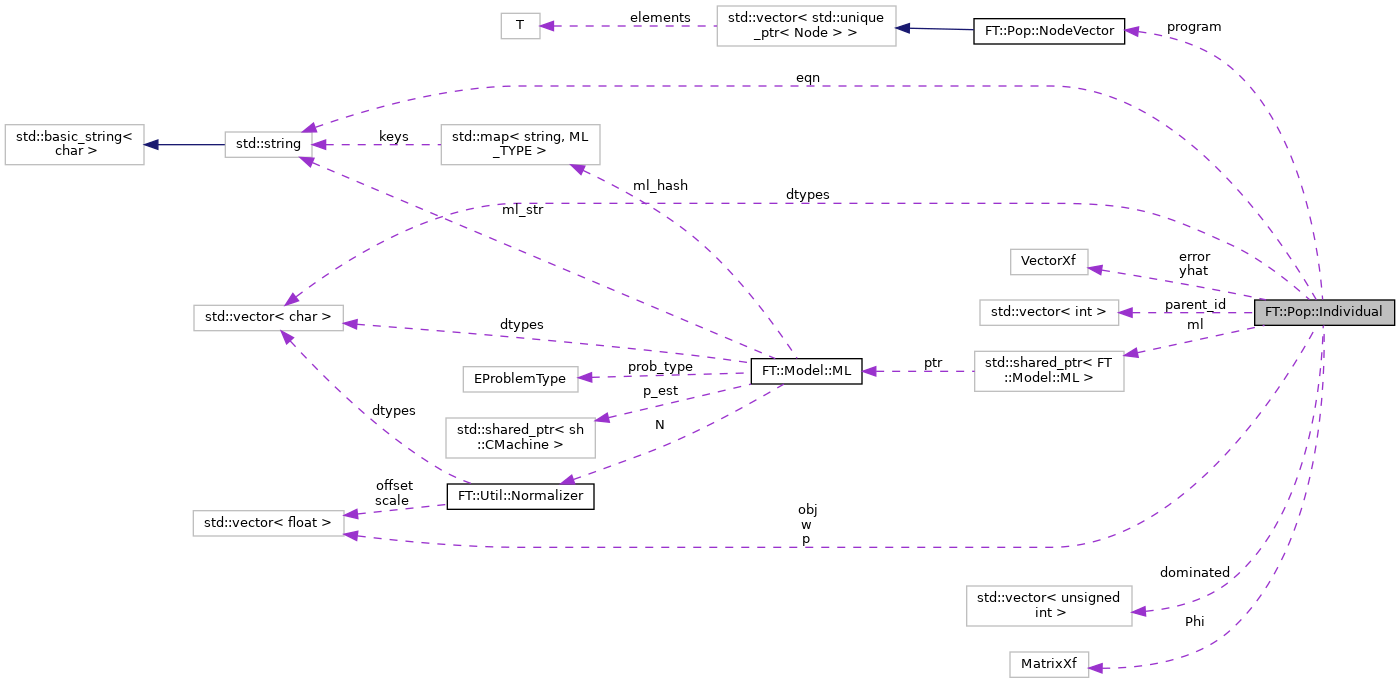 T
elements
std::vector< std::unique
_ptr< Node > >
FT::Pop::NodeVector
program
eqn
std::basic_string<
char >
std::string
keys
std::map< string, ML
_TYPE >
ml_hash
dtypes
ml_str
VectorXf
error
yhat
std::vector< char >
dtypes
std::vector< int >
parent_id
FT::Pop::Individual
ml
EProblemType
prob_type
FT::Model::ML
ptr
std::shared_ptr< FT
::Model::ML >
p_est
dtypes
std::shared_ptr< sh
::CMachine >
N
offset
scale
FT::Util::Normalizer
std::vector< float >
obj
w
p
dominated
std::vector< unsigned
int >
Phi
MatrixXf